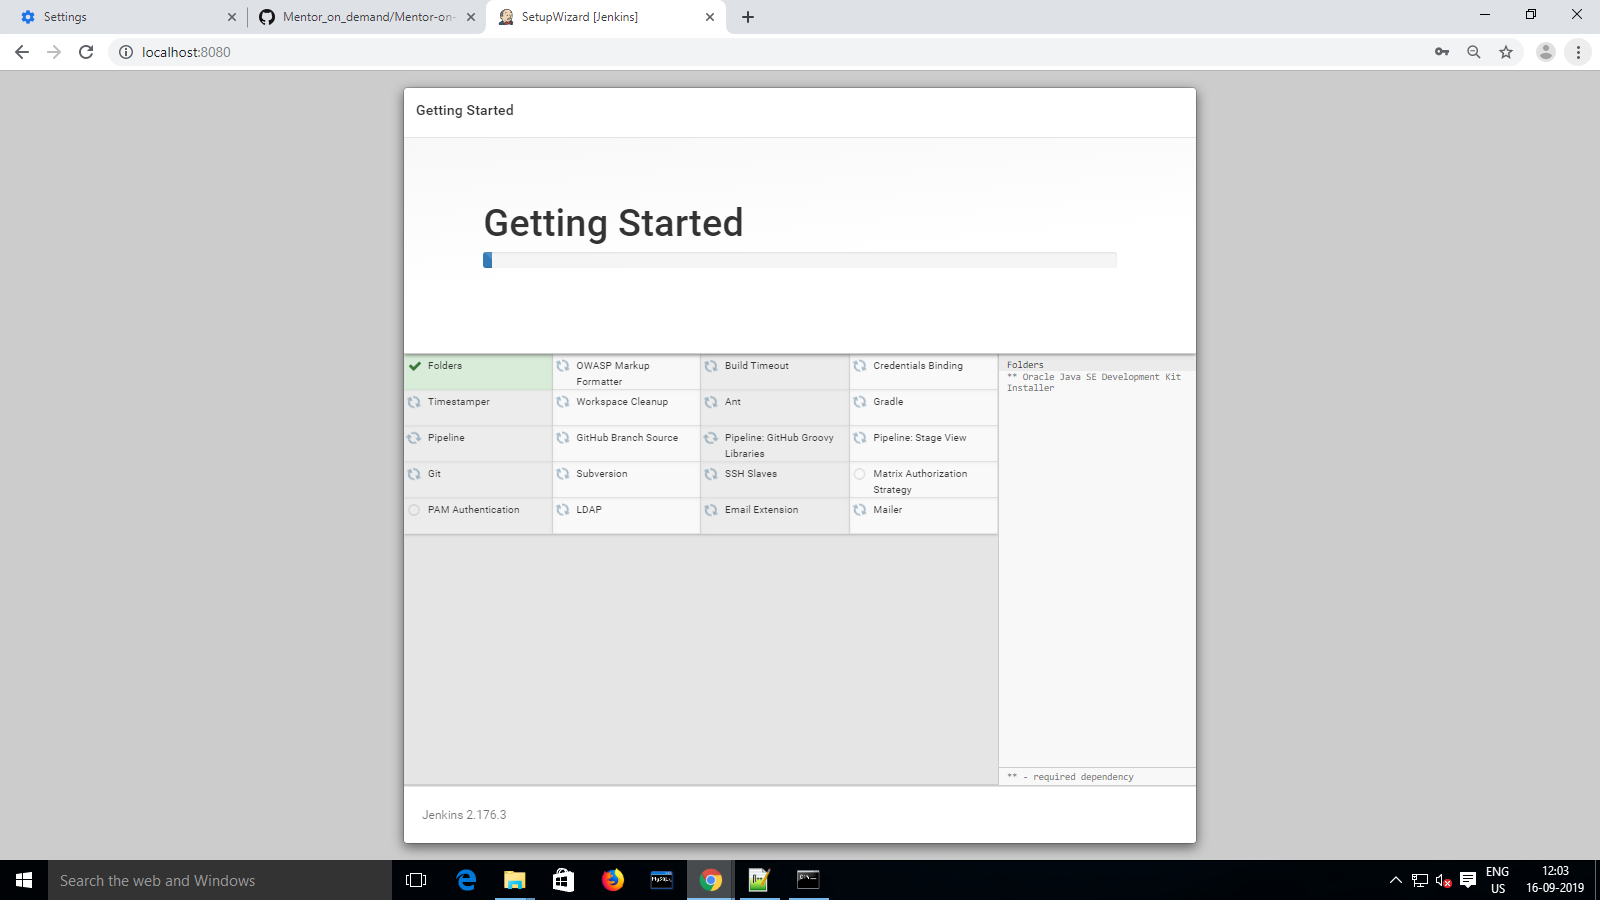 Settings
Mentor_on_demand/Mentor-on-
SetupWizard [Jenkins]
localhost:8080
Getting Started
Getting Started
Folders
OWASP Markup
Formatter
Build Timeout
Credentials Binding
Timestamper
Workspace Cleanup
Ant
Gradle
Pipeline
GitHub Branch Source
Pipeline: GitHub Groovy
Libraries
Pipeline: Stage View
Git
Subversion
SSH Slaves
Matrix Authorization
Strategy
PAM Authentication
LDAP
Email Extension
Mailer
Folders
** Oracle Java SE Development Kit
Installer
** - required dependency
Jenkins 2.176.3
Search the web and Windows
ENG
US
12:03
16-09-2019